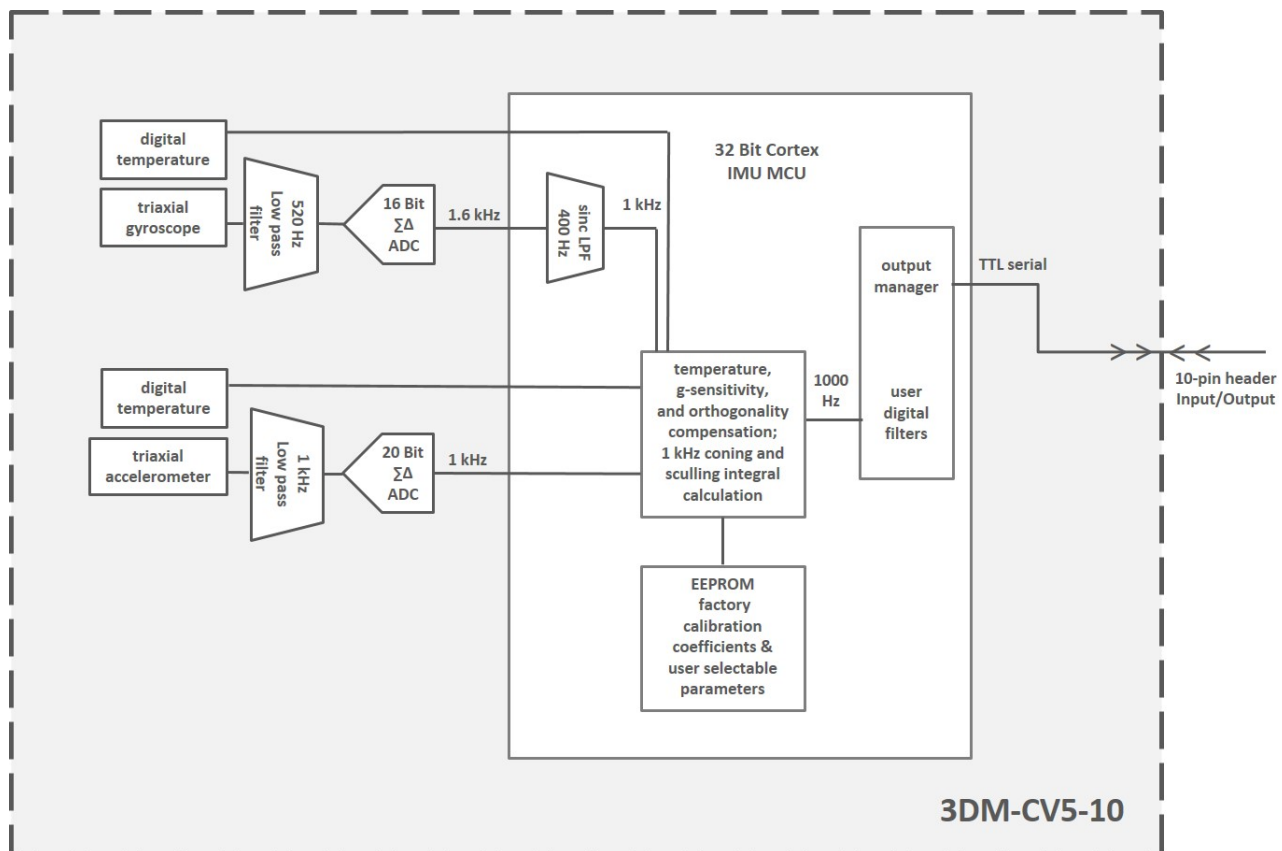 32 Bit Cortex
IMU MCU
digital
temperature
triaxial
gyroscope
520 Hz
Low pass
filter
16 Bit
∑Δ
ADC
1.6 kHz
sinc LPF
400 Hz
1 kHz
output
manager
user
digital
filters
TTL serial
10-pin header
Input/Output
digital
temperature
triaxial
accelerometer
1 kHz
Low pass
filter
20 Bit
∑Δ
ADC
1 kHz
temperature,
g-sensitivity,
and orthogonality
compensation;
1 kHz coning and
sculling integral
calculation
1000
Hz
EEPROM
factory
calibration
coefficients &
user selectable
parameters
3DM-CV5-10